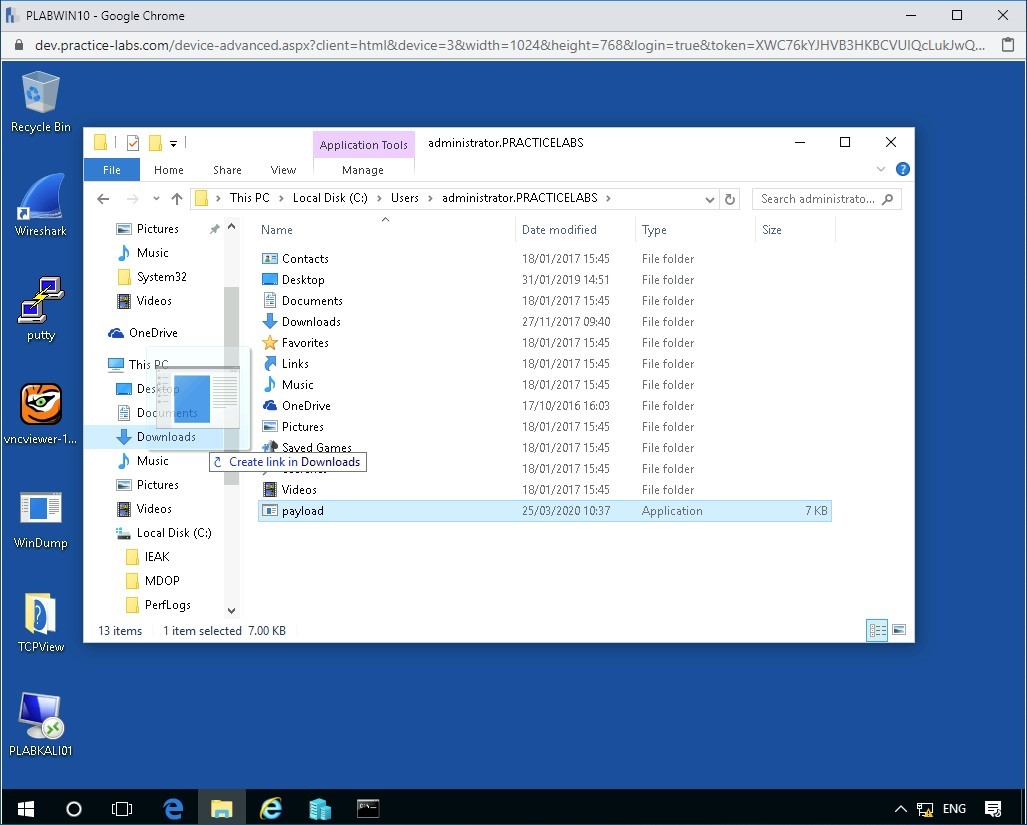 PLABWIN10 - Google Chrome
dev.practice-labs.com/device-advanced.aspx?client=html&device=3&width=1024&height=768&login=true&token=XWC76kYJHVB3HKBCVUIQcLukJwQ...
Recycle Bin
Wireshark
putty
vncviewer-1...
WinDump
TCPView
PLABKALI01
Application Tools administrator.PRACTICELABS
File Home Share View Manage
This PC Local Disk (C:) Users administrator.PRACTICELABS Search administrato...
Pictures
Music
System32
Videos
OneDrive
This PC
Desktop
Documents
Downloads
Music
Pictures
Videos
Local Disk (C:)
IEAK
MDOP
PerfLogs
Name Date modified Type Size
Contacts 18/01/2017 15:45 File folder
Desktop 31/01/2019 14:51 File folder
Documents 18/01/2017 15:45 File folder
Downloads 27/11/2017 09:40 File folder
Favorites 18/01/2017 15:45 File folder
Links 18/01/2017 15:45 File folder
Music 18/01/2017 15:45 File folder
OneDrive 17/10/2016 16:03 File folder
Pictures 18/01/2017 15:45 File folder
Saved Games 18/01/2017 15:45 File folder
18/01/2017 15:45 File folder
Videos 18/01/2017 15:45 File folder
payload 25/03/2020 10:37 Application 7 KB
Create link in Downloads
13 items 1 item selected 7.00 KB
ENG